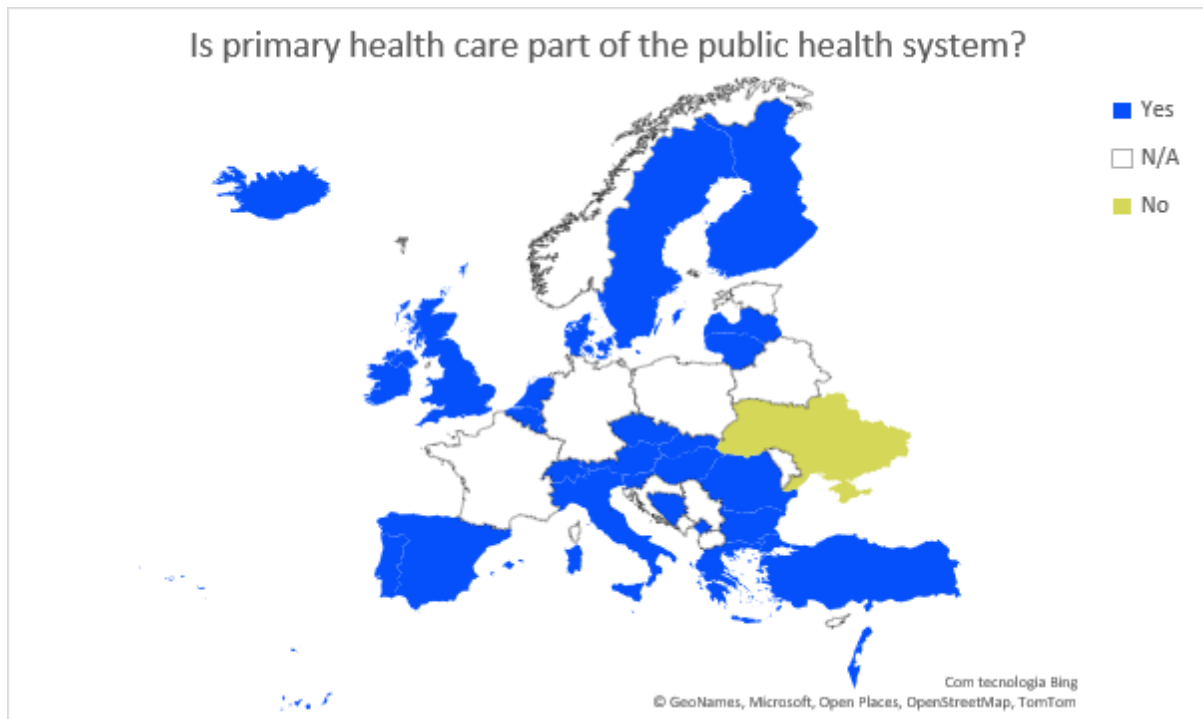 Is primary health care part of the public health system?
Yes
N/A
No
Com tecnologia Bing
© GeoNames, Microsoft, Open Places, OpenStreetMap, TomTom